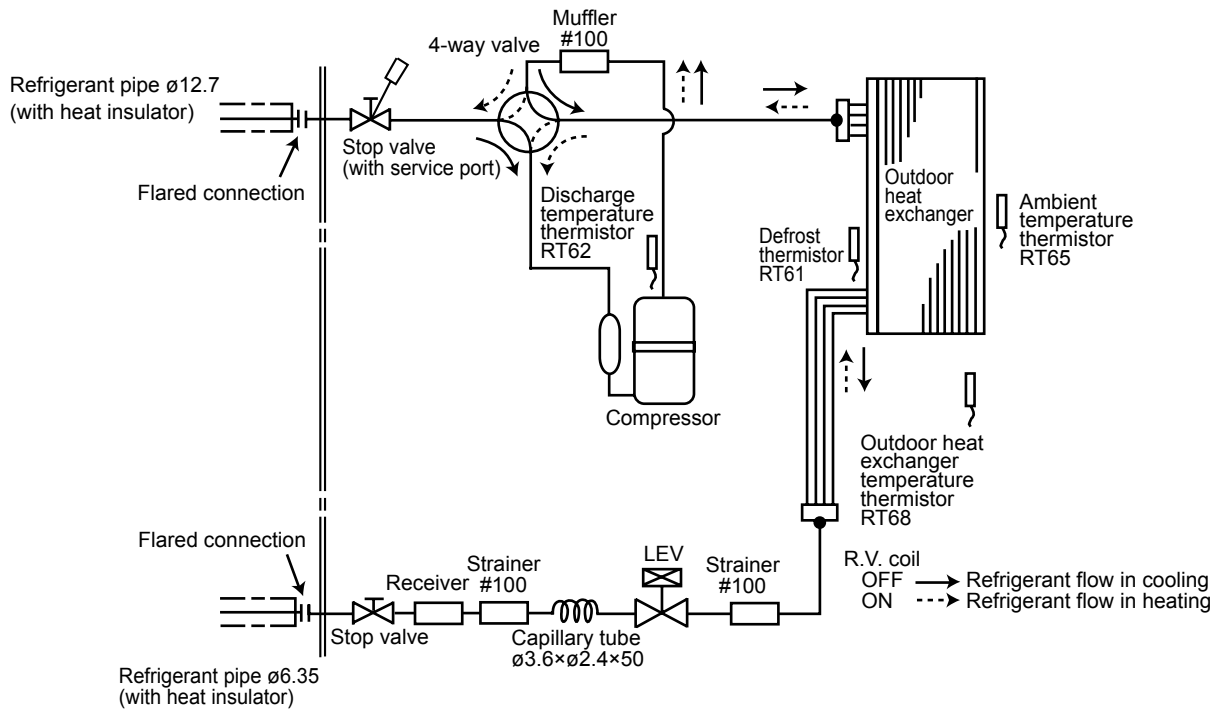 Muffler
#100
4-way valve
Refrigerant pipe ø12.7
(with heat insulator)
Stop valve
(with service port)
Flared connection
Discharge
temperature
thermistor
RT62
Outdoor
heat
exchanger
Ambient
temperature
thermistor
RT65
Defrost
thermistor
RT61
Compressor
Outdoor heat
exchanger
temperature
thermistor
RT68
Flared connection
Receiver
Strainer
#100
LEV
Strainer
#100
R.V. coil
OFF Refrigerant flow in cooling
ON Refrigerant flow in heating
Stop valve
Capillary tube
ø3.6×ø2.4×50
Refrigerant pipe ø6.35
(with heat insulator)